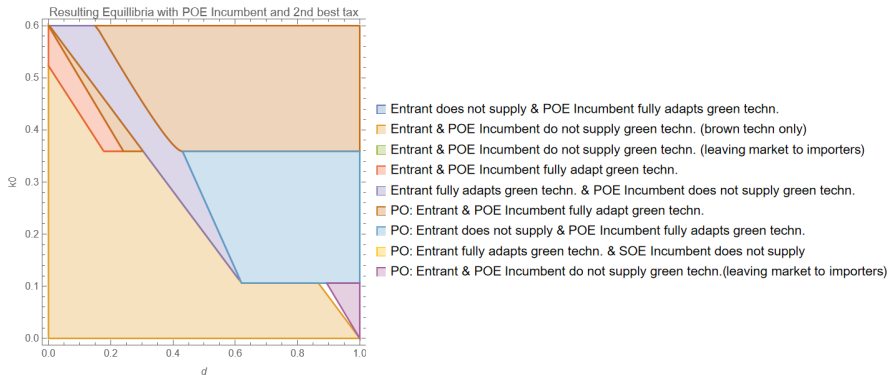 Resulting Equillibria with POE Incumbent and 2nd best tax
0.6
0.5
0.4
0.3
0.2
0.1
0.0
k0
0.0 0.2 0.4 0.6 0.8 1.0
d
Entrant does not supply & POE Incumbent fully adapts green techn.
Entrant & POE Incumbent do not supply green techn. (brown techn only)
Entrant & POE Incumbent do not supply green techn. (leaving market to importers)
Entrant & POE Incumbent fully adapt green techn.
Entrant fully adapts green techn. & POE Incumbent does not supply green techn.
PO: Entrant & POE Incumbent fully adapt green techn.
PO: Entrant does not supply & POE Incumbent fully adapts green techn.
PO: Entrant fully adapts green techn. & SOE Incumbent does not supply
PO: Entrant & POE Incumbent do not supply green techn.(leaving market to importers)